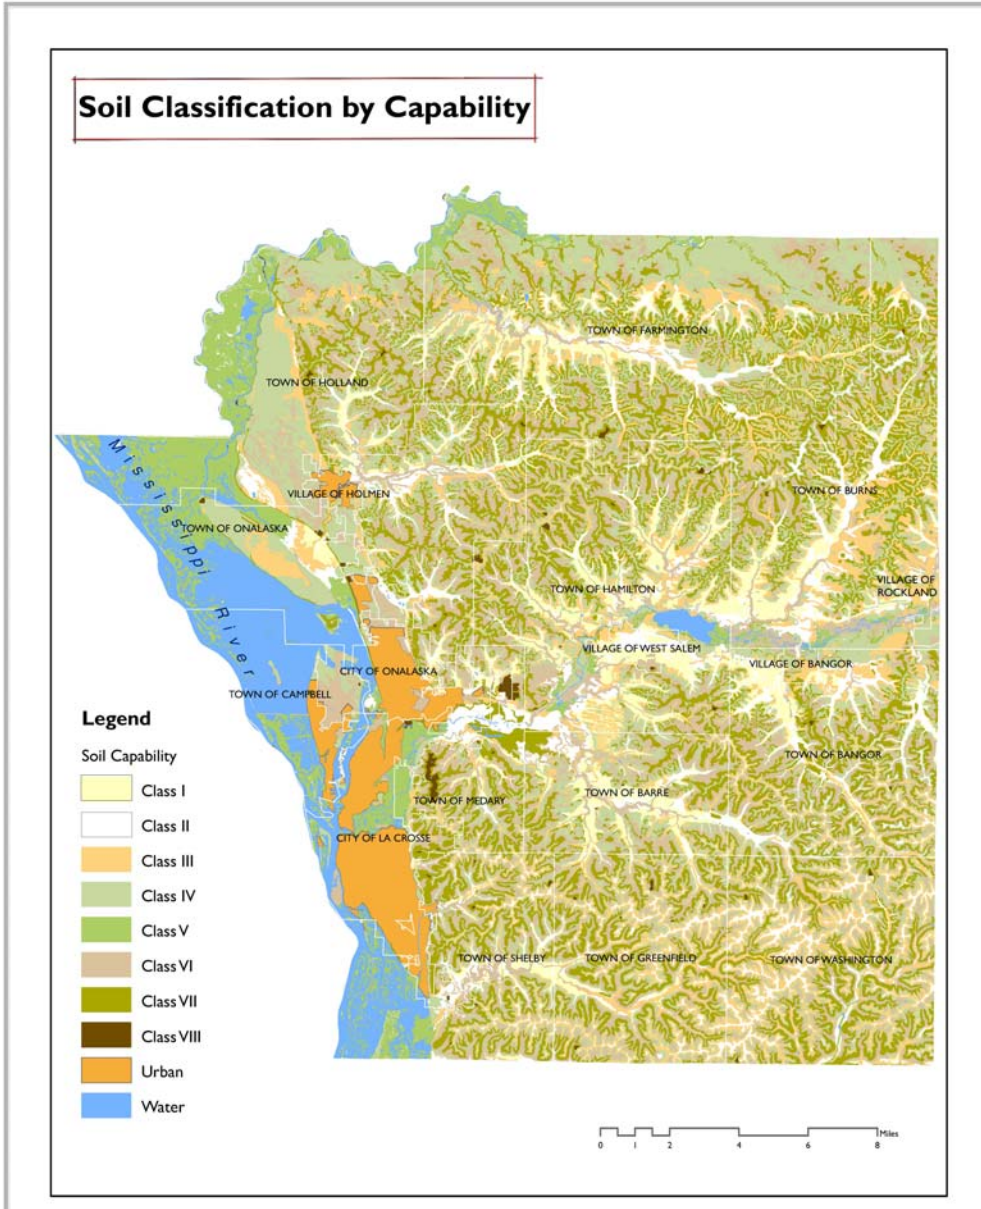 Soil Classification by Capability
TOWN OF FARMINGTON
TOWN OF HOLLAND
Mississippi River
VILLAGE OF HOLMEN
TOWN OF BURNS
TOWN OF ONALASKA
VILLAGE OF
ROCKLAND
TOWN OF HAMILTON
VILLAGE OF WEST SALEM
VILLAGE OF BANGOR
CITY OF ONALASKA
TOWN OF CAMPBELL
TOWN OF BANGOR
TOWN OF BARRE
TOWN OF MEDARY
CITY OF LA CROSSE
TOWN OF SHELBY
TOWN OF GREENFIELD
TOWN OF WASHINGTON
Legend
Soil Capability
Class I
Class II
Class III
Class IV
Class V
Class VI
Class VII
Class VIII
Urban
Water
Miles
0 1 2 4 6 8